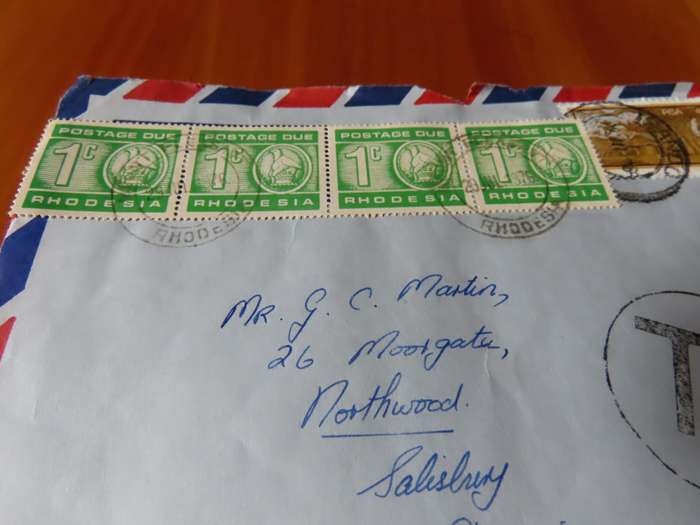 POSTAGE DUE POSTAGE DUE POSTAGE DUE POSTAGE DUE
1c 1c 1c 1c
RHODESIA RHODESIA RHODESIA RHODESIA
RSA
RHODESIA RHODESIA
T
Mr. G. C. Martin,
26 Moorgate,
Northwood.
Salisbury